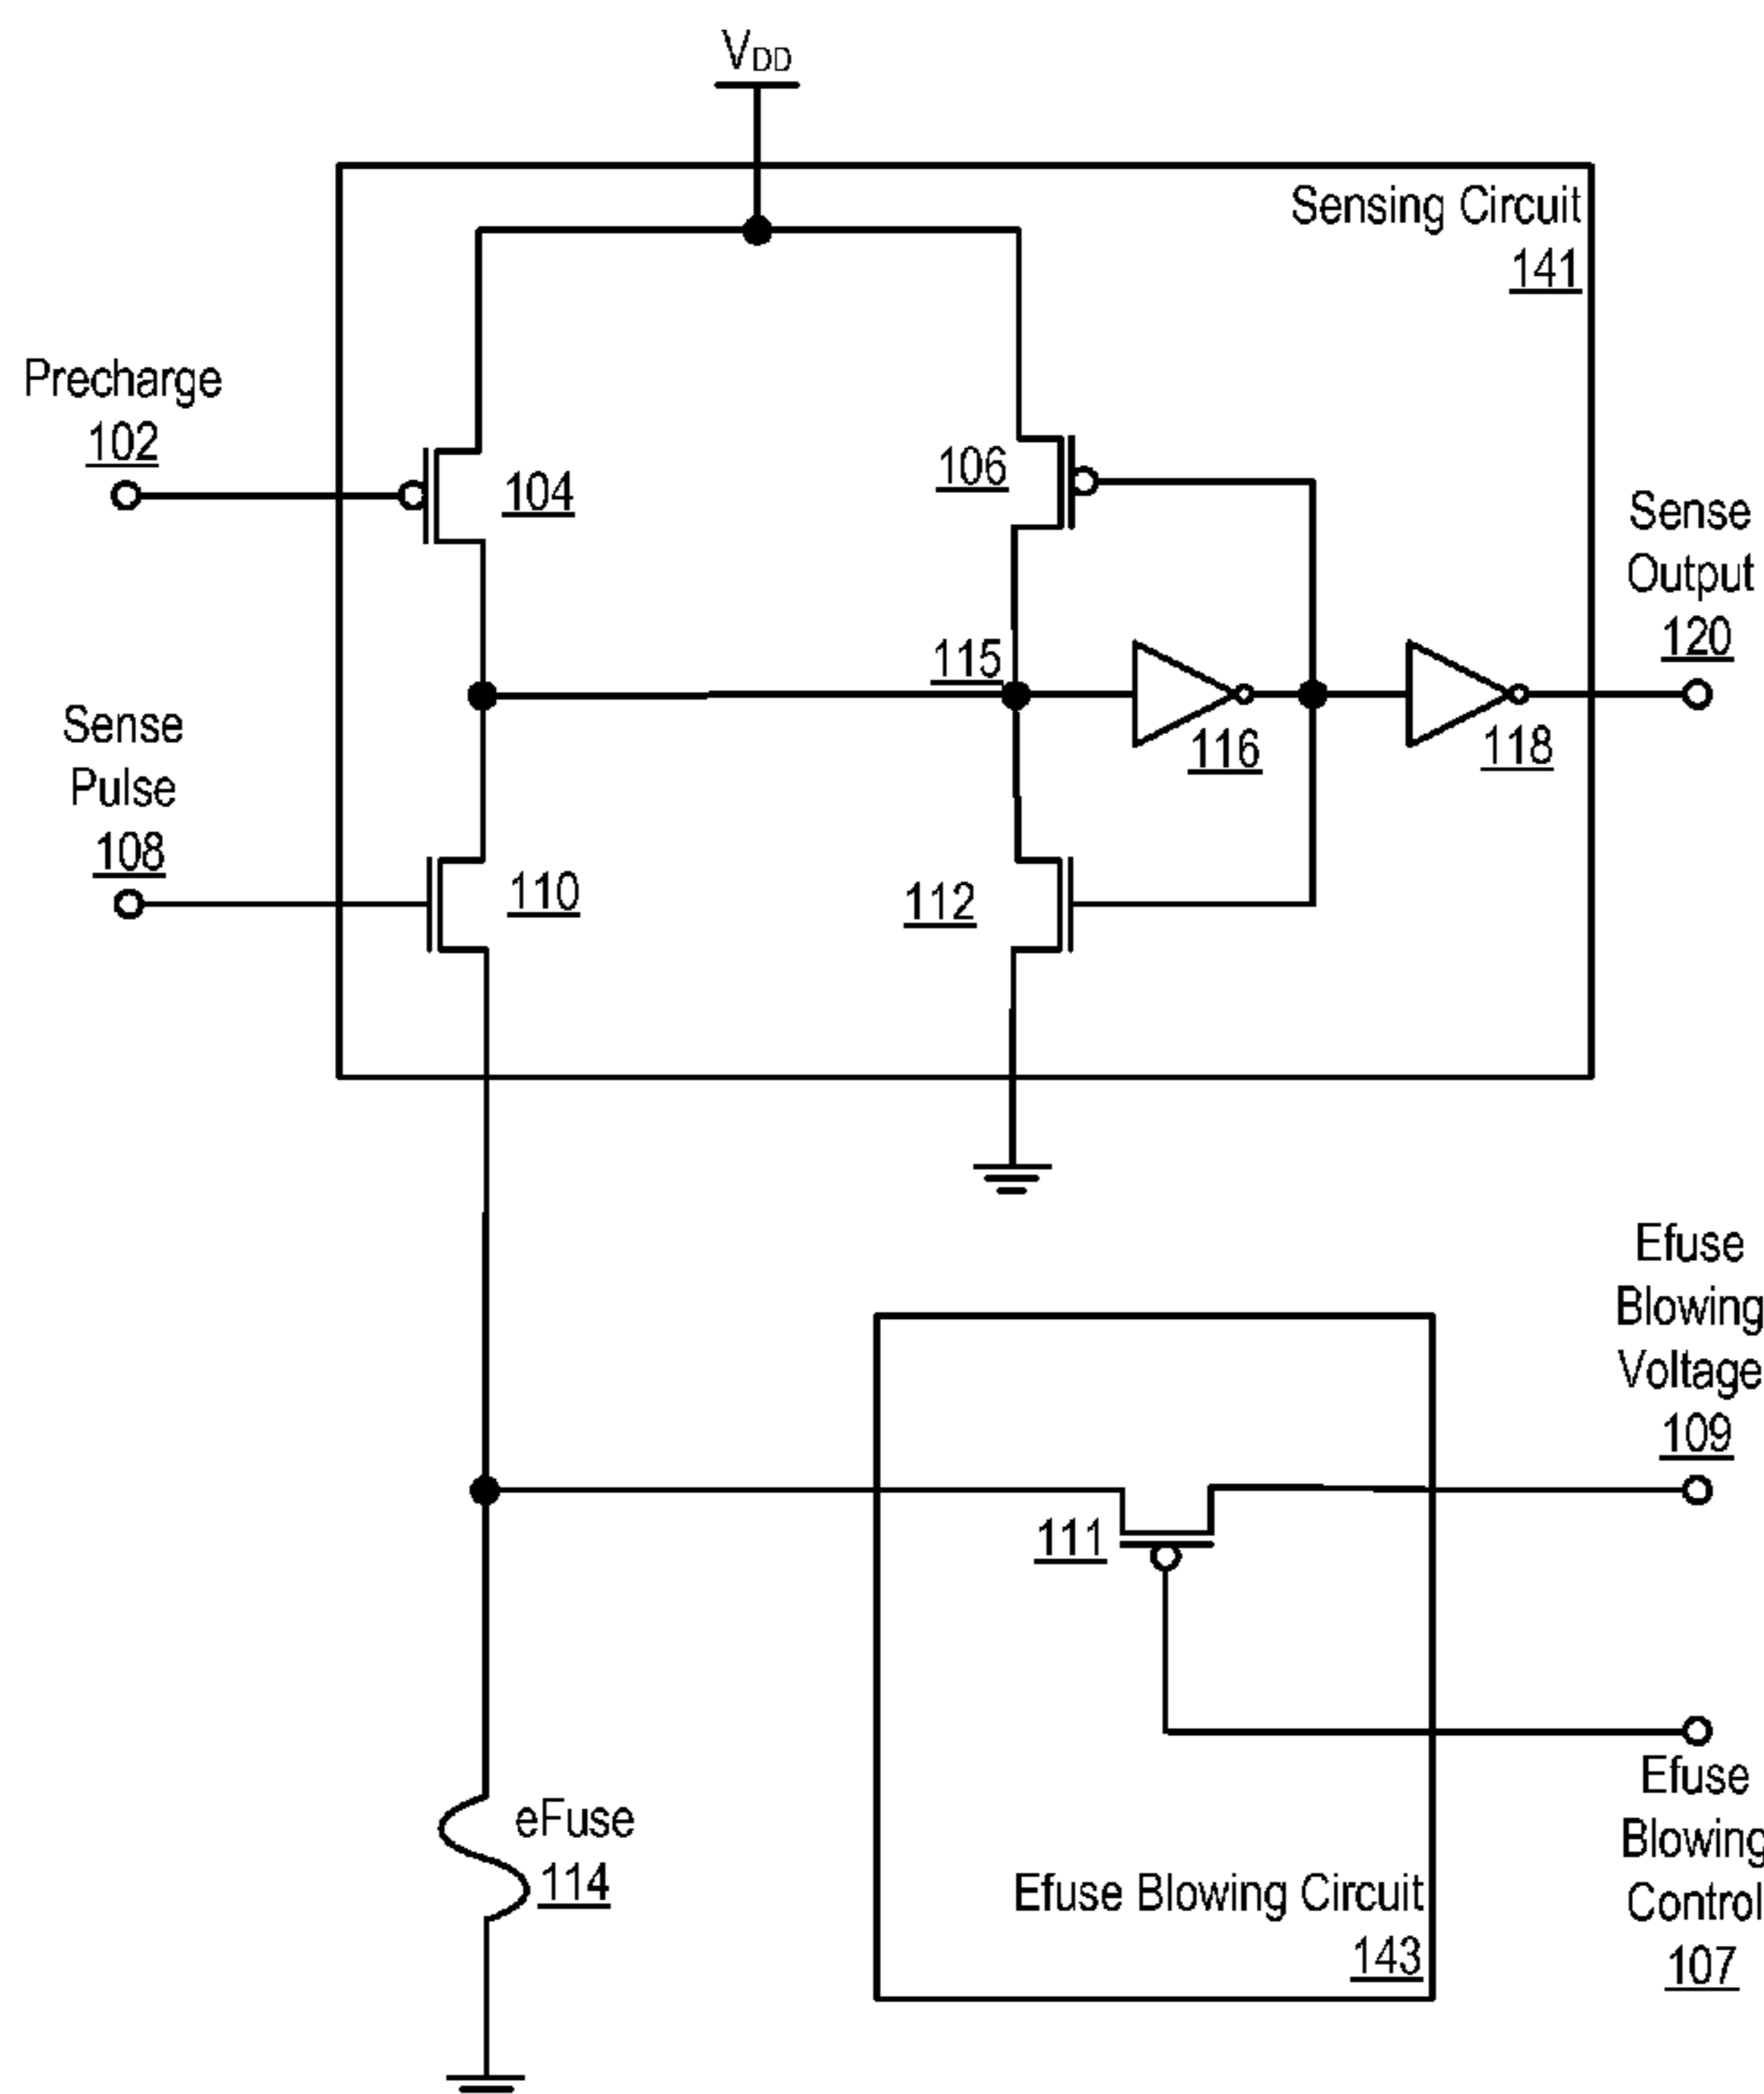 VDD
Sensing Circuit
141
Precharge
102
104
106
Sense
Output
120
115
116
118
Sense
Pulse
108
110
112
Efuse
Blowing
Voltage
109
111
Efuse
Blowing
Control
107
eFuse
114
Efuse Blowing Circuit
143